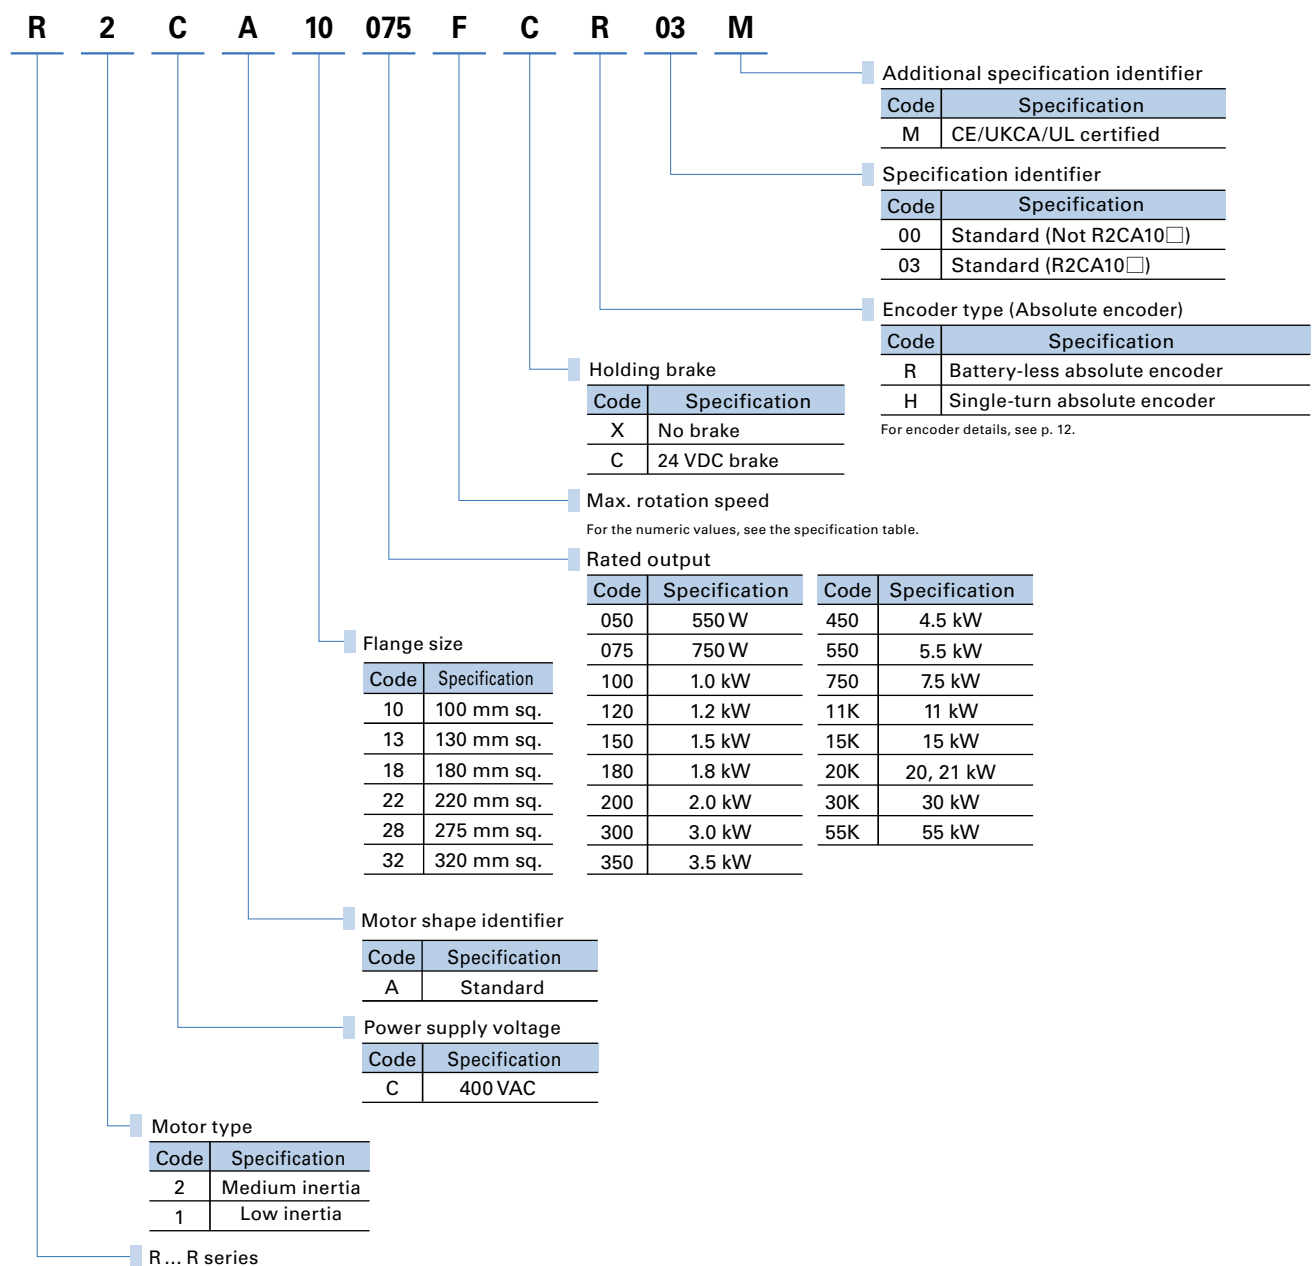 R 2 C A 10 075 F C R 03 M
Additional specification identifier
Code Specification
M CE/UKCA/UL certified
Specification identifier
Code Specification
00 Standard (Not R2CA10□)
03 Standard (R2CA10□)
Encoder type (Absolute encoder)
Code Specification
R Battery-less absolute encoder
H Single-turn absolute encoder
For encoder details, see p. 12.
Holding brake
Code Specification
X No brake
C 24 VDC brake
Max. rotation speed
For the numeric values, see the specification table.
Rated output
Code Specification
050 550 W
075 750 W
100 1.0 kW
120 1.2 kW
150 1.5 kW
180 1.8 kW
200 2.0 kW
300 3.0 kW
350 3.5 kW
Code Specification
450 4.5 kW
550 5.5 kW
750 7.5 kW
11K 11 kW
15K 15 kW
20K 20, 21 kW
30K 30 kW
55K 55 kW
Flange size
Code Specification
10 100 mm sq.
13 130 mm sq.
18 180 mm sq.
22 220 mm sq.
28 275 mm sq.
32 320 mm sq.
Motor shape identifier
Code Specification
A Standard
Power supply voltage
Code Specification
C 400 VAC
Motor type
Code Specification
2 Medium inertia
1 Low inertia
R ... R series